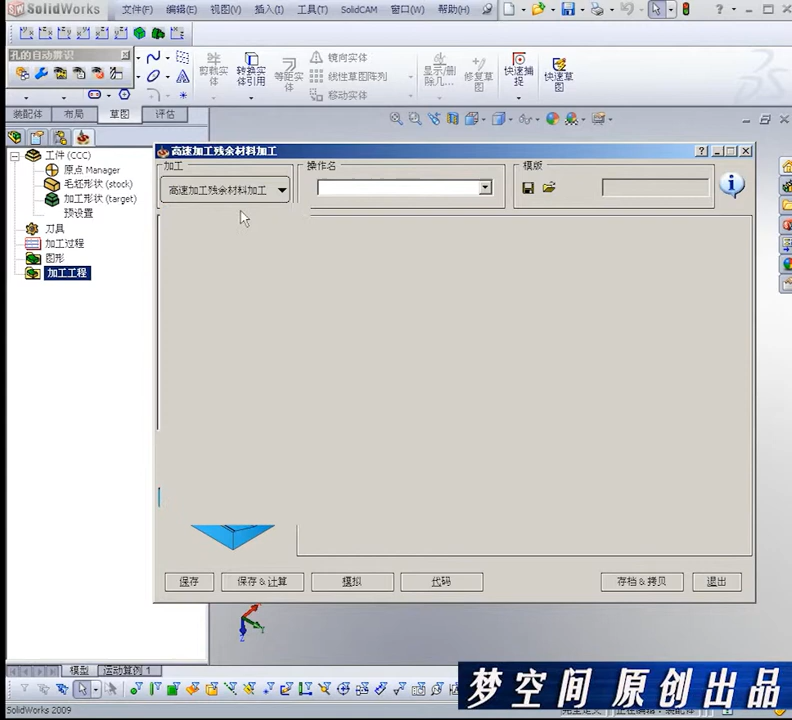 SolidWorks 文件(F) 编辑(E) 视图(V) 插入(I) 工具(T) SolidCAM 窗口(W) 帮助(H)
孔的自动辨识
剪裁实体 转换实体引用 等距实体 镜向实体 线性草图阵列 移动实体 显示/删除几... 修复草图 快速捕捉 快速草图
装配体 布局 草图 评估
工件 (CCC)
原点 Manager
毛坯形状 (stock)
加工形状 (target)
预设置
刀具
加工过程
图形
加工工程
高速加工残余材料加工
加工 操作名 模版
高速加工残余材料加工
保存 保存 & 计算 模拟 代码 存档 & 拷贝 退出
模型 运动算例 1
SolidWorks 2009
梦空间 原创出品